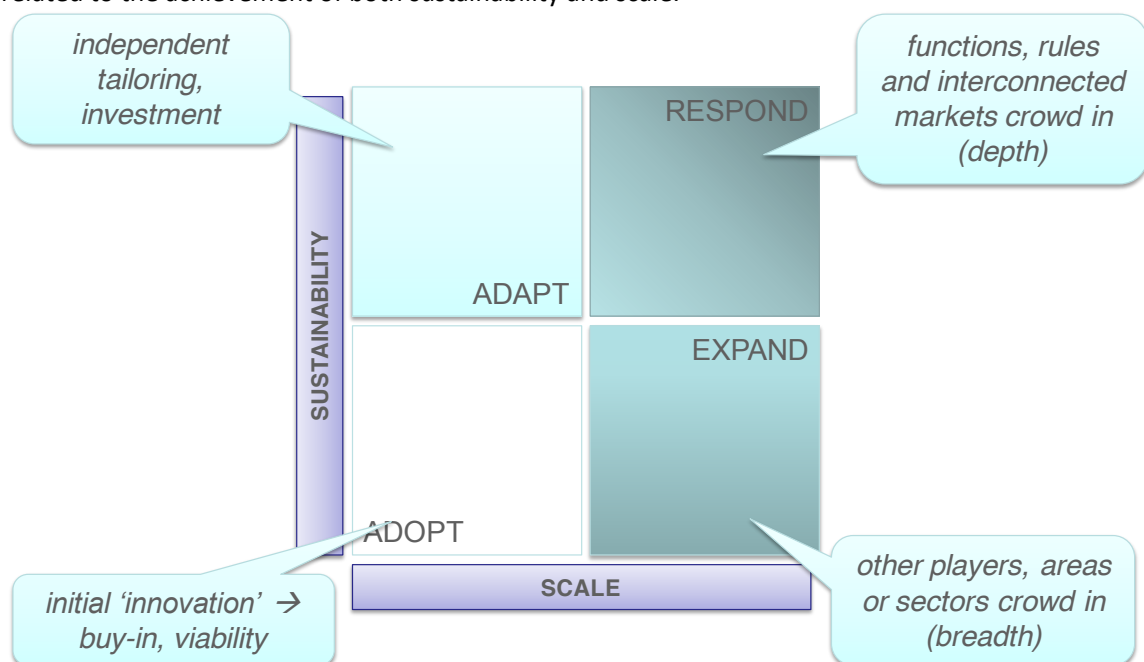 related to the achievement of both sustainability and scale.
independent
tailoring,
investment
functions, rules
and interconnected
markets crowd in
(depth)
RESPOND
ADAPT
SUSTAINABILITY
EXPAND
ADOPT
SCALE
initial ‘innovation’ →
buy-in, viability
other players, areas
or sectors crowd in
(breadth)